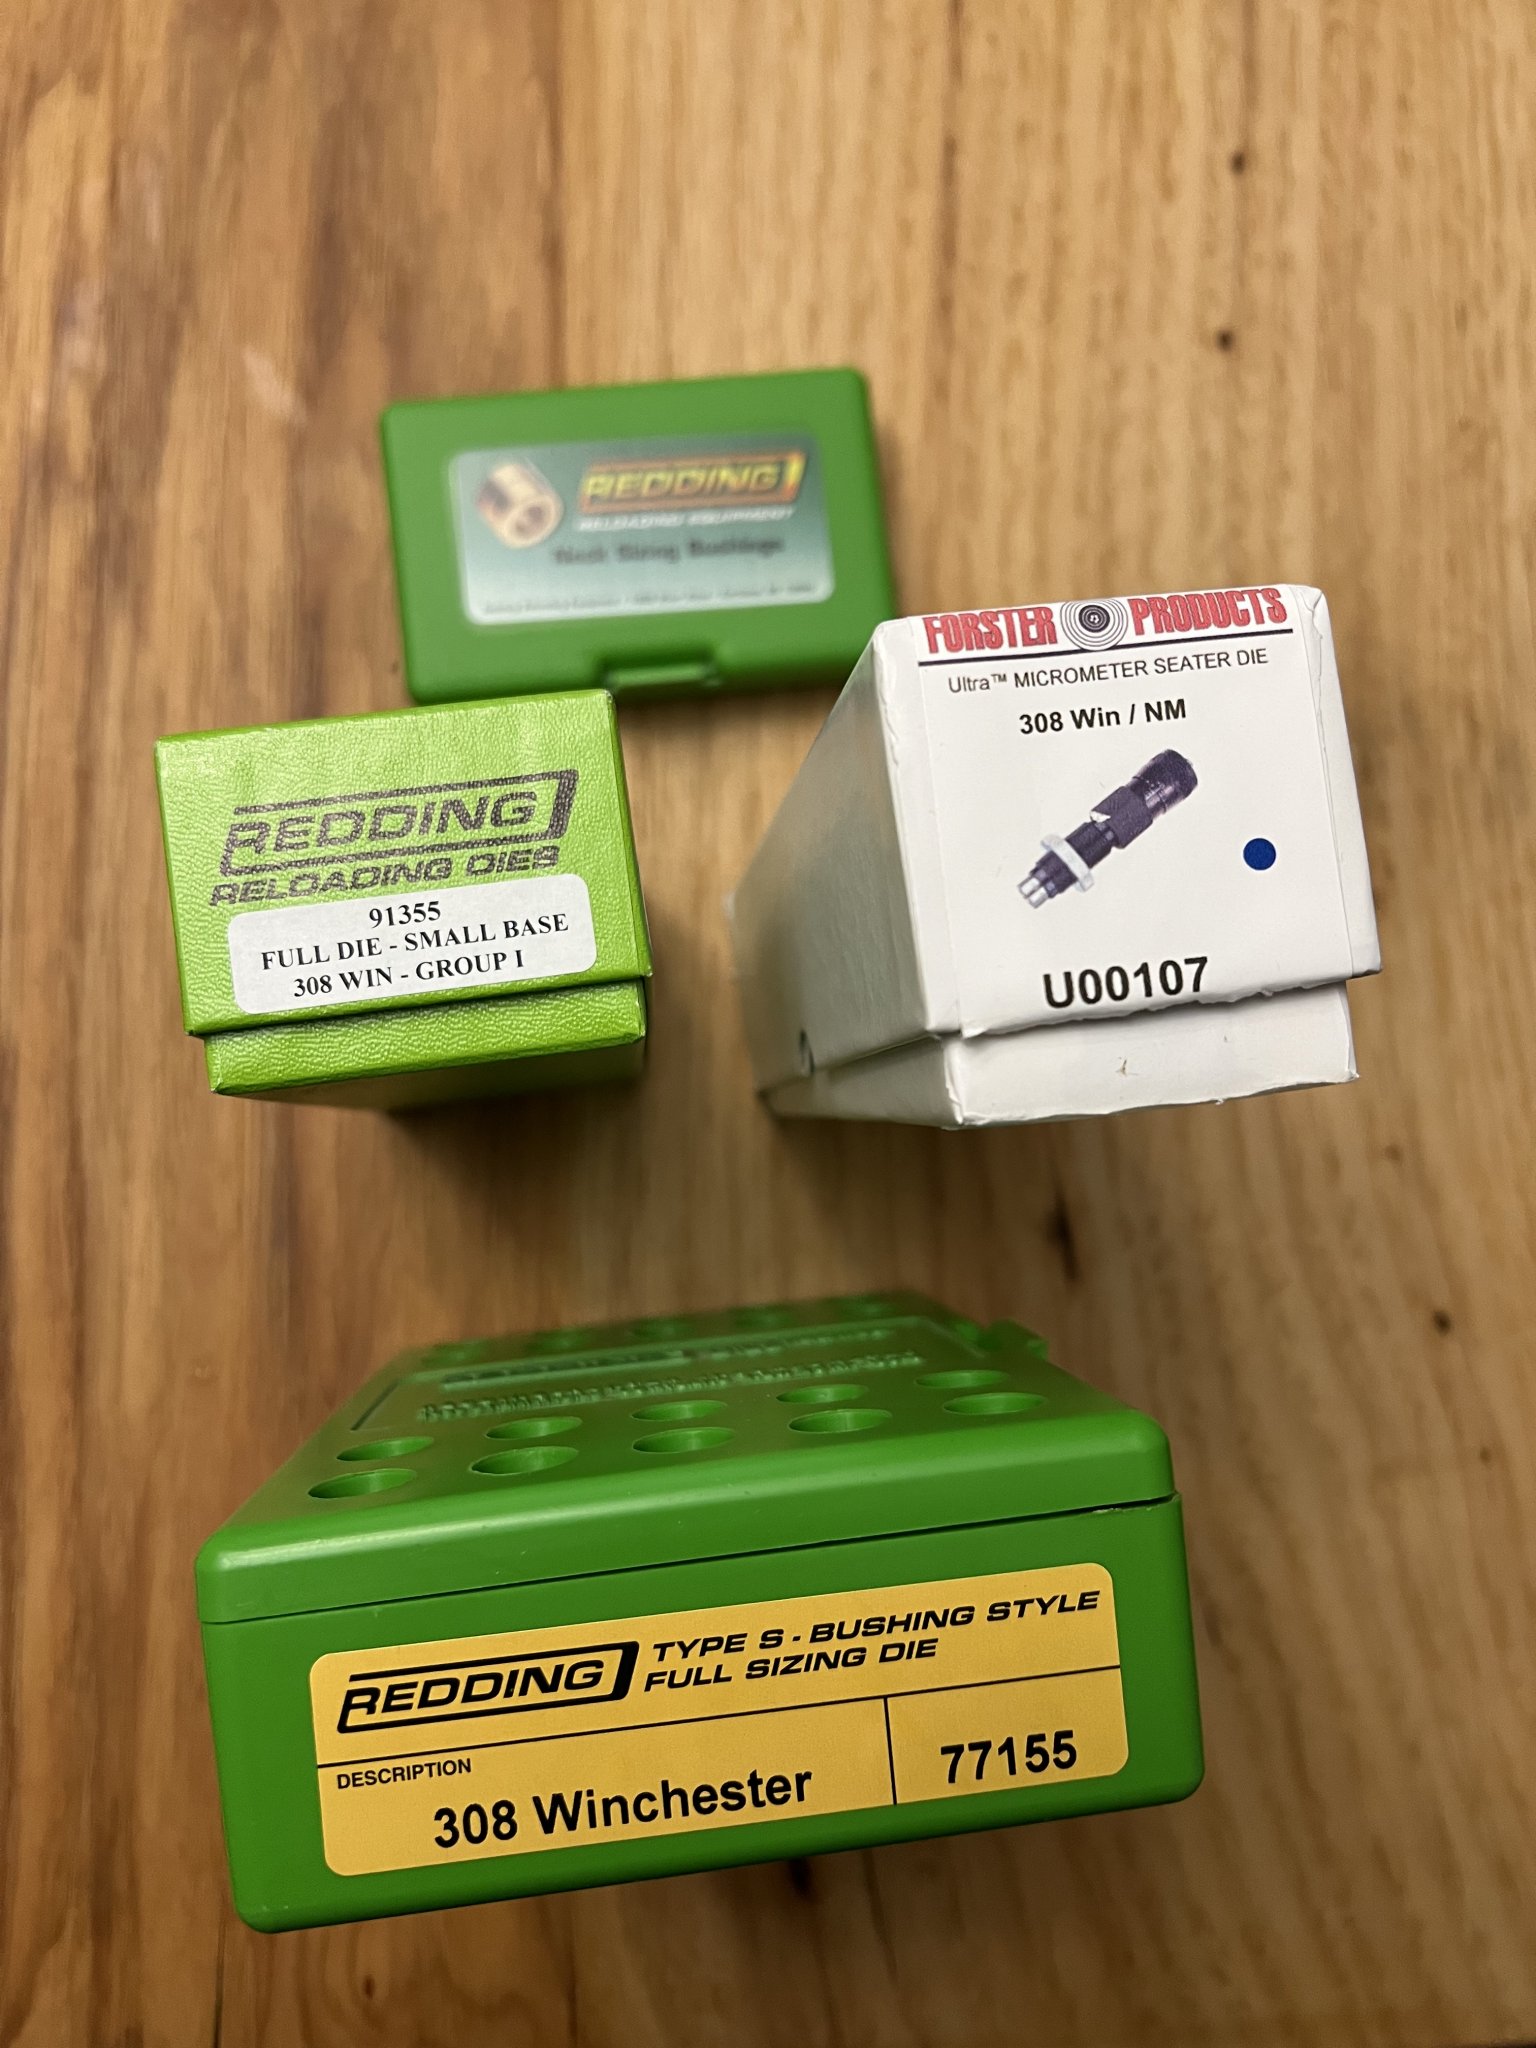 REDDING
RELOADING EQUIPMENT
Neck Sizing Bushings
FORSTER PRODUCTS
Ultra™ MICROMETER SEATER DIE
308 Win / NM
U00107
REDDING
RELOADING DIES
91355
FULL DIE - SMALL BASE
308 WIN - GROUP I
REDDING
TYPE S - BUSHING STYLE
FULL SIZING DIE
DESCRIPTION
308 Winchester
77155